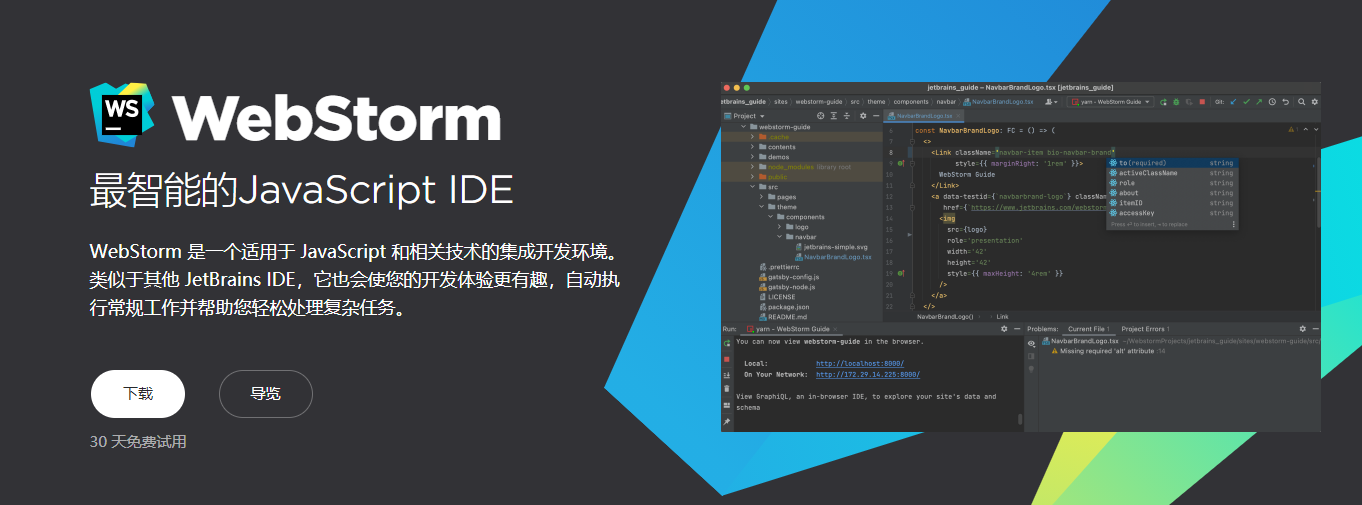 WS
WebStorm
最智能的JavaScript IDE
WebStorm 是一个适用于 JavaScript 和相关技术的集成开发环境。
类似于其他 JetBrains IDE，它也会使您的开发体验更有趣，自动执
行常规工作并帮助您轻松处理复杂任务。
下载
导览
30 天免费试用
jetbrains_guide – NavbarBrandLogo.tsx [jetbrains_guide]
jetbrains_guide › sites › webstorm-guide › src › theme › components › navbar › NavbarBrandLogo.tsx
yarn - WebStorm Guide
Git:
Project
webstorm-guide
.cache
contents
demos
node_modules library root
public
src
pages
theme
components
logo
navbar
jetbrains-simple.svg
NavbarBrandLogo.tsx
.prettierrc
gatsby-config.js
gatsby-node.js
LICENSE
package.json
README.md
NavbarBrandLogo.tsx
6 const NavbarBrandLogo: FC = () => {
7 <>
8 <Link className="navbar-item bio-navbar-brand"
9 style={{ marginRight: '1rem' }}>
10 WebStorm Guide
11 </Link>
12 <a data-testid={`navbarbrand-logo`} classNam
13 href={`https://www.jetbrains.com/webstorm
14 <img
15 src={logo}
16 role="presentation"
17 width="42"
18 height="42"
19 style={{ maxHeight: "4rem" }}
20 />
21 </a>
22 </>
to(required) string
activeClassName string
role string
about string
itemID string
accessKey string
Press ↵ to insert, → to replace
NavbarBrandLogo() › Link
Run: yarn - WebStorm Guide
You can now view webstorm-guide in the browser.
Local: http://localhost:8000/
On Your Network: http://172.29.14.225:8000/
View GraphiQL, an in-browser IDE, to explore your site's data and
schema
Problems: Current File 1 Project Errors 1
NavbarBrandLogo.tsx ~/WebstormProjects/jetbrains_guide/sites/webstorm-guide/src/
Missing required 'alt' attribute :14